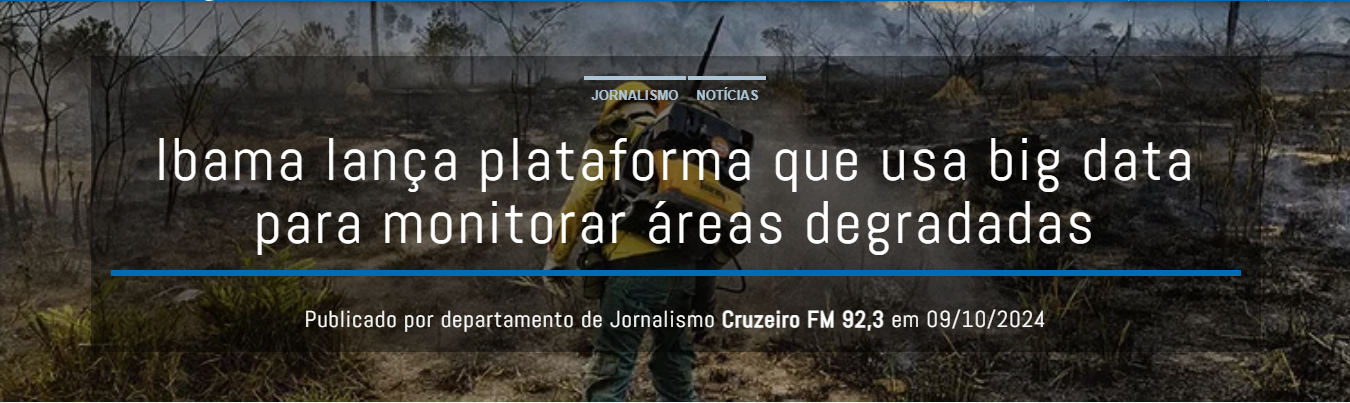 JORNALISMO NOTÍCIAS
Ibama lança plataforma que usa big data
para monitorar áreas degradadas
Publicado por departamento de Jornalismo Cruzeiro FM 92,3 em 09/10/2024